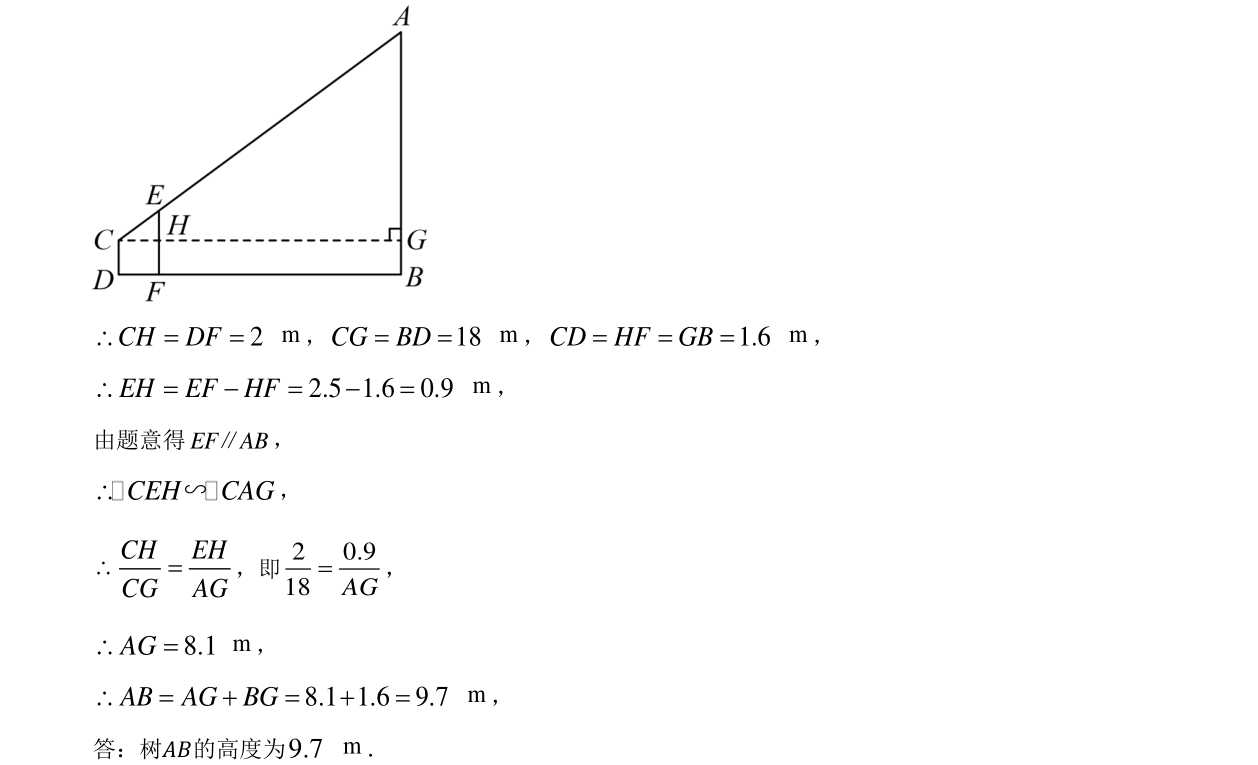 A
E
H
C
G
D
F
B
∴CH = DF = 2 m，CG = BD = 18 m，CD = HF = GB = 1.6 m，
∴EH = EF − HF = 2.5−1.6 = 0.9 m，
由题意得 EF∥AB，
∴□CEH∽□CAG，
∴CH/CG = EH/AG，即 2/18 = 0.9/AG，
∴AG = 8.1 m，
∴AB = AG + BG = 8.1+1.6 = 9.7 m，
答：树AB的高度为9.7 m．